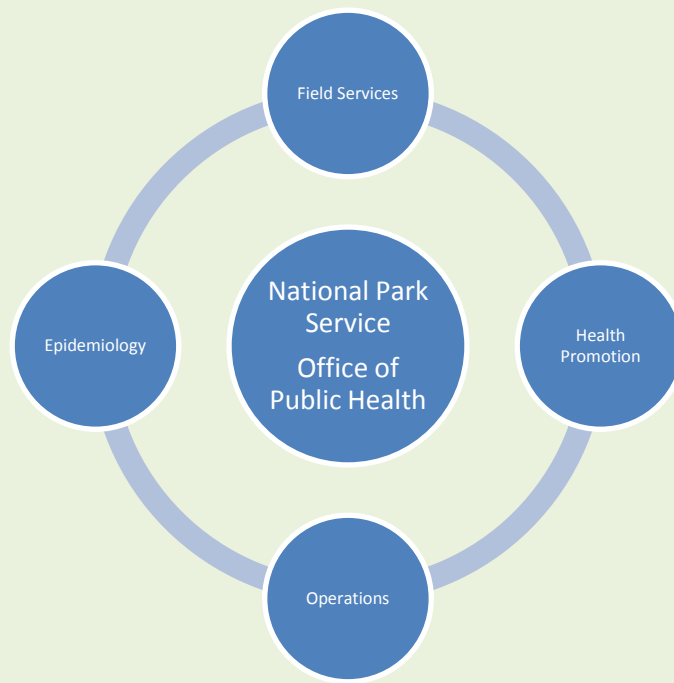 Field Services
National Park
Service
Office of
Public Health
Epidemiology
Health
Promotion
Operations